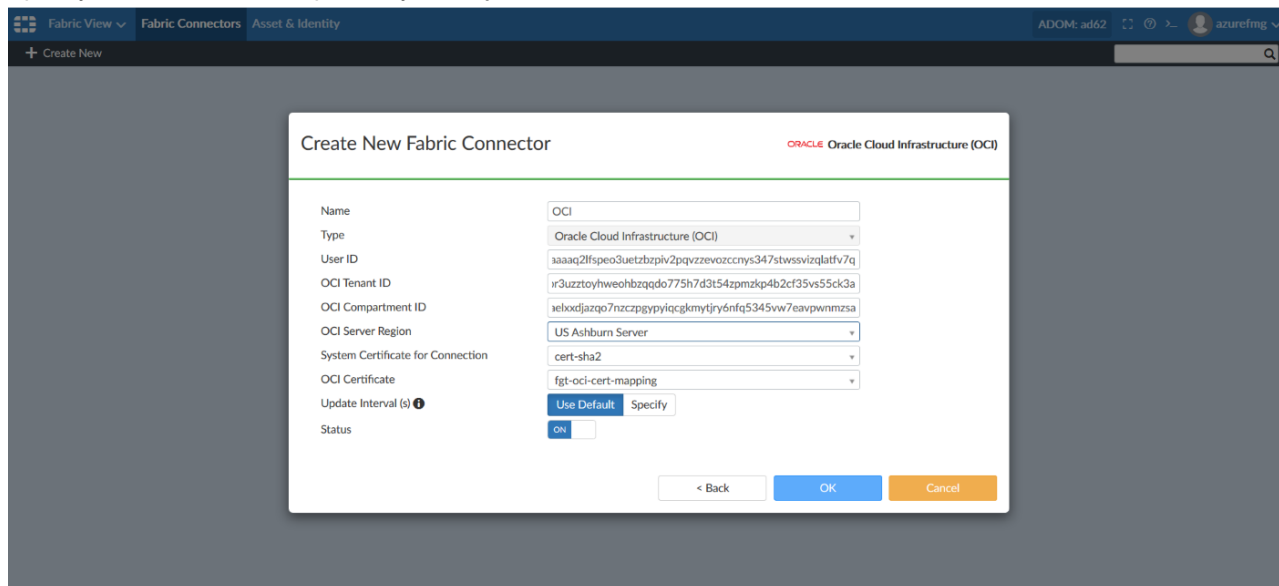 Fabric View Fabric Connectors Asset & Identity ADOM: ad62 azurefmg
+ Create New
Create New Fabric Connector ORACLE Oracle Cloud Infrastructure (OCI)
Name OCI
Type Oracle Cloud Infrastructure (OCI)
User ID aaaaq2lfspeo3uetzbzpiv2pqvzzevozccnys347stwssvizqlatfv7q
OCI Tenant ID or3uzztoyhweohbzqqdo775h7d3t54zpmzkp4b2cf35vs55ck3a
OCI Compartment ID aelxxdjazqo7nzczpgypyiqcgkmytjry6nfq5345vw7eavpwnmzsa
OCI Server Region US Ashburn Server
System Certificate for Connection cert-sha2
OCI Certificate fgt-oci-cert-mapping
Update Interval (s) Use Default Specify
Status ON
< Back OK Cancel